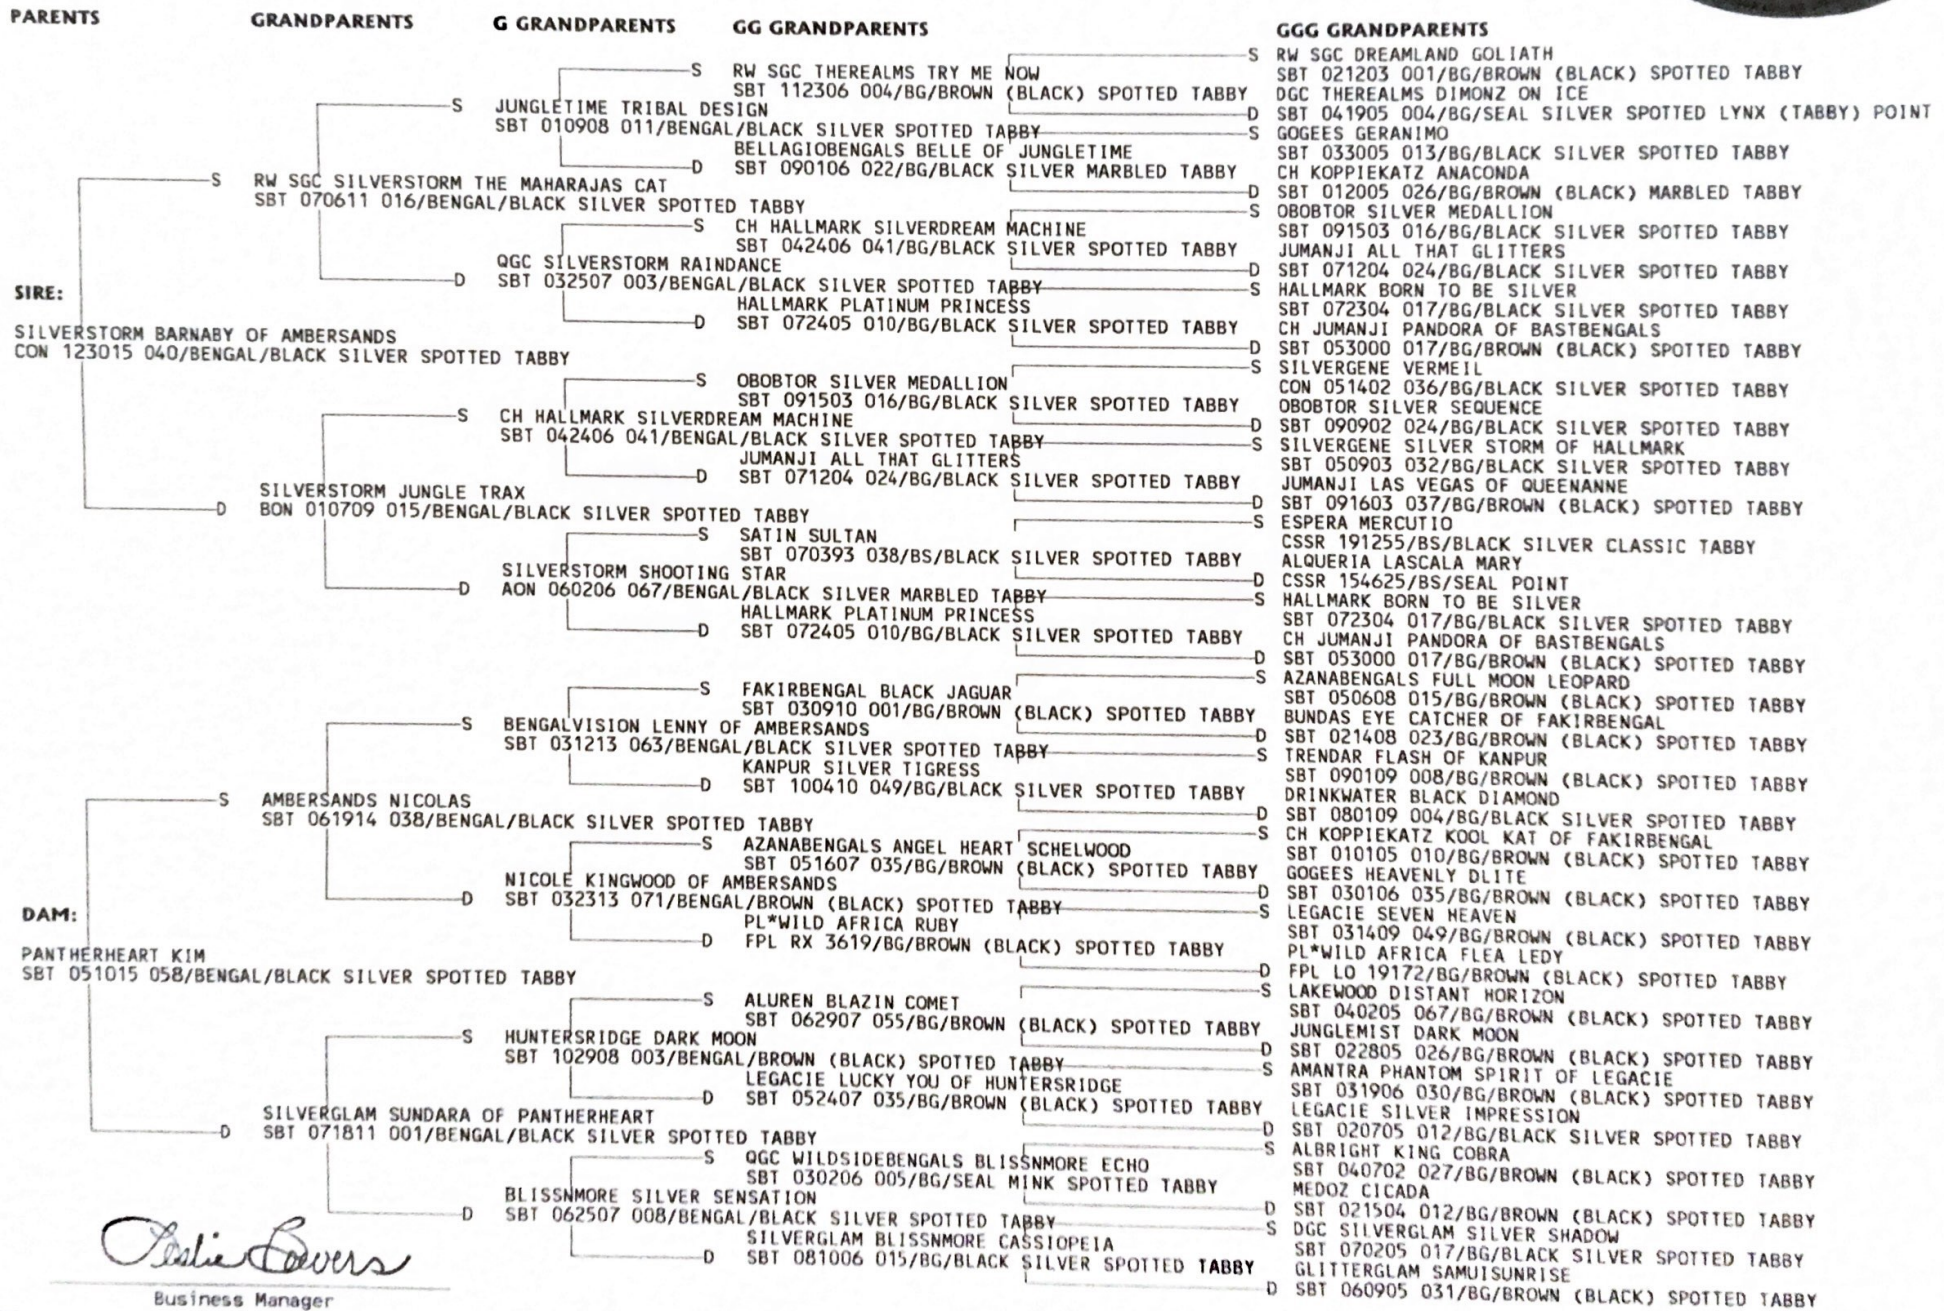 PARENTS
GRANDPARENTS
G GRANDPARENTS
GG GRANDPARENTS
GGG GRANDPARENTS
SIRE:
SILVERSTORM BARNABY OF AMBERSANDS
CON 123015 040/BENGAL/BLACK SILVER SPOTTED TABBY
DAM:
PANTHERHEART KIM
SBT 051015 058/BENGAL/BLACK SILVER SPOTTED TABBY
S
RW SGC SILVERSTORM THE MAHARAJAS CAT
SBT 070611 016/BENGAL/BLACK SILVER SPOTTED TABBY
D
SILVERSTORM JUNGLE TRAX
BON 010709 015/BENGAL/BLACK SILVER SPOTTED TABBY
S
AMBERSANDS NICOLAS
SBT 061914 038/BENGAL/BLACK SILVER SPOTTED TABBY
D
SILVERGLAM SUNDARA OF PANTHERHEART
SBT 071811 001/BENGAL/BLACK SILVER SPOTTED TABBY
S
JUNGLETIME TRIBAL DESIGN
SBT 010908 011/BENGAL/BLACK SILVER SPOTTED TABBY
D
QGC SILVERSTORM RAINDANCE
SBT 032507 003/BENGAL/BLACK SILVER SPOTTED TABBY
S
CH HALLMARK SILVERDREAM MACHINE
SBT 042406 041/BENGAL/BLACK SILVER SPOTTED TABBY
D
SILVERSTORM SHOOTING STAR
AON 060206 067/BENGAL/BLACK SILVER MARBLED TABBY
S
BENGALVISION LENNY OF AMBERSANDS
SBT 031213 063/BENGAL/BLACK SILVER SPOTTED TABBY
D
NICOLE KINGWOOD OF AMBERSANDS
SBT 032313 071/BENGAL/BROWN (BLACK) SPOTTED TABBY
S
HUNTERSRIDGE DARK MOON
SBT 102908 003/BENGAL/BROWN (BLACK) SPOTTED TABBY
D
BLISSNMORE SILVER SENSATION
SBT 062507 008/BENGAL/BLACK SILVER SPOTTED TABBY
S
RW SGC THEREALMS TRY ME NOW
SBT 112306 004/BG/BROWN (BLACK) SPOTTED TABBY
D
BELLAGIOBENGALS BELLE OF JUNGLETIME
SBT 090106 022/BG/BLACK SILVER MARBLED TABBY
S
CH HALLMARK SILVERDREAM MACHINE
SBT 042406 041/BG/BLACK SILVER SPOTTED TABBY
D
HALLMARK PLATINUM PRINCESS
SBT 072405 010/BG/BLACK SILVER SPOTTED TABBY
S
OBOBTOR SILVER MEDALLION
SBT 091503 016/BG/BLACK SILVER SPOTTED TABBY
D
JUMANJI ALL THAT GLITTERS
SBT 071204 024/BG/BLACK SILVER SPOTTED TABBY
S
SATIN SULTAN
SBT 070393 038/BS/BLACK SILVER SPOTTED TABBY
D
HALLMARK PLATINUM PRINCESS
SBT 072405 010/BG/BLACK SILVER SPOTTED TABBY
S
FAKIRBENGAL BLACK JAGUAR
SBT 030910 001/BG/BROWN (BLACK) SPOTTED TABBY
D
KANPUR SILVER TIGRESS
SBT 100410 049/BG/BLACK SILVER SPOTTED TABBY
S
AZANABENGALS ANGEL HEART SCHELWOOD
SBT 051607 035/BG/BROWN (BLACK) SPOTTED TABBY
D
PL*WILD AFRICA RUBY
FPL RX 3619/BG/BROWN (BLACK) SPOTTED TABBY
S
ALUREN BLAZIN COMET
SBT 062907 055/BG/BROWN (BLACK) SPOTTED TABBY
D
LEGACIE LUCKY YOU OF HUNTERSRIDGE
SBT 052407 035/BG/BROWN (BLACK) SPOTTED TABBY
S
QGC WILDSIDEBENGALS BLISSNMORE ECHO
SBT 030206 005/BG/SEAL MINK SPOTTED TABBY
D
SILVERGLAM BLISSNMORE CASSIOPEIA
SBT 081006 015/BG/BLACK SILVER SPOTTED TABBY
S
RW SGC DREAMLAND GOLIATH
SBT 021203 001/BG/BROWN (BLACK) SPOTTED TABBY
DGC THEREALMS DIMONZ ON ICE
D
SBT 041905 004/BG/SEAL SILVER SPOTTED LYNX (TABBY) POINT
S
GOGEES GERANIMO
SBT 033005 013/BG/BLACK SILVER SPOTTED TABBY
CH KOPPIEKATZ ANACONDA
D
SBT 012005 026/BG/BROWN (BLACK) MARBLED TABBY
S
OBOBTOR SILVER MEDALLION
SBT 091503 016/BG/BLACK SILVER SPOTTED TABBY
JUMANJI ALL THAT GLITTERS
D
SBT 071204 024/BG/BLACK SILVER SPOTTED TABBY
S
HALLMARK BORN TO BE SILVER
SBT 072304 017/BG/BLACK SILVER SPOTTED TABBY
CH JUMANJI PANDORA OF BASTBENGALS
D
SBT 053000 017/BG/BROWN (BLACK) SPOTTED TABBY
S
SILVERGENE VERMEIL
CON 051402 036/BG/BLACK SILVER SPOTTED TABBY
OBOBTOR SILVER SEQUENCE
D
SBT 090902 024/BG/BLACK SILVER SPOTTED TABBY
S
SILVERGENE SILVER STORM OF HALLMARK
SBT 050903 032/BG/BLACK SILVER SPOTTED TABBY
JUMANJI LAS VEGAS OF QUEENANNE
D
SBT 091603 037/BG/BROWN (BLACK) SPOTTED TABBY
S
ESPERA MERCUTIO
CSSR 191255/BS/BLACK SILVER CLASSIC TABBY
ALQUERIA LASCALA MARY
D
CSSR 154625/BS/SEAL POINT
S
HALLMARK BORN TO BE SILVER
SBT 072304 017/BG/BLACK SILVER SPOTTED TABBY
CH JUMANJI PANDORA OF BASTBENGALS
D
SBT 053000 017/BG/BROWN (BLACK) SPOTTED TABBY
S
AZANABENGALS FULL MOON LEOPARD
SBT 050608 015/BG/BROWN (BLACK) SPOTTED TABBY
BUNDAS EYE CATCHER OF FAKIRBENGAL
D
SBT 021408 023/BG/BROWN (BLACK) SPOTTED TABBY
S
TRENDAR FLASH OF KANPUR
SBT 090109 008/BG/BROWN (BLACK) SPOTTED TABBY
DRINKWATER BLACK DIAMOND
D
SBT 080109 004/BG/BLACK SILVER SPOTTED TABBY
S
CH KOPPIEKATZ KOOL KAT OF FAKIRBENGAL
SBT 010105 010/BG/BROWN (BLACK) SPOTTED TABBY
GOGEES HEAVENLY DLITE
D
SBT 030106 035/BG/BROWN (BLACK) SPOTTED TABBY
S
LEGACIE SEVEN HEAVEN
SBT 031409 049/BG/BROWN (BLACK) SPOTTED TABBY
PL*WILD AFRICA FLEA LEDY
D
FPL LO 19172/BG/BROWN (BLACK) SPOTTED TABBY
S
LAKEWOOD DISTANT HORIZON
SBT 040205 067/BG/BROWN (BLACK) SPOTTED TABBY
JUNGLEMIST DARK MOON
D
SBT 022805 026/BG/BROWN (BLACK) SPOTTED TABBY
S
AMANTRA PHANTOM SPIRIT OF LEGACIE
SBT 031906 030/BG/BROWN (BLACK) SPOTTED TABBY
LEGACIE SILVER IMPRESSION
D
SBT 020705 012/BG/BLACK SILVER SPOTTED TABBY
S
ALBRIGHT KING COBRA
SBT 040702 027/BG/BROWN (BLACK) SPOTTED TABBY
MEDOZ CICADA
D
SBT 021504 012/BG/BROWN (BLACK) SPOTTED TABBY
S
DGC SILVERGLAM SILVER SHADOW
SBT 070205 017/BG/BLACK SILVER SPOTTED TABBY
GLITTERGLAM SAMUISUNRISE
D
SBT 060905 031/BG/BROWN (BLACK) SPOTTED TABBY
Leslie Bowers
Business Manager